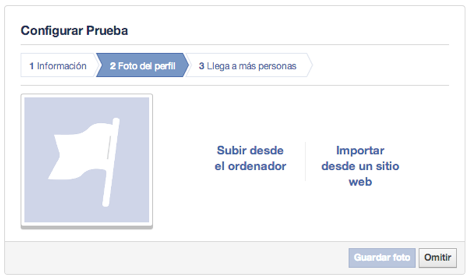 Configurar Prueba
1 Información 2 Foto del perfil 3 Llega a más personas
Subir desde
el ordenador
Importar
desde un sitio
web
Guardar foto Omitir